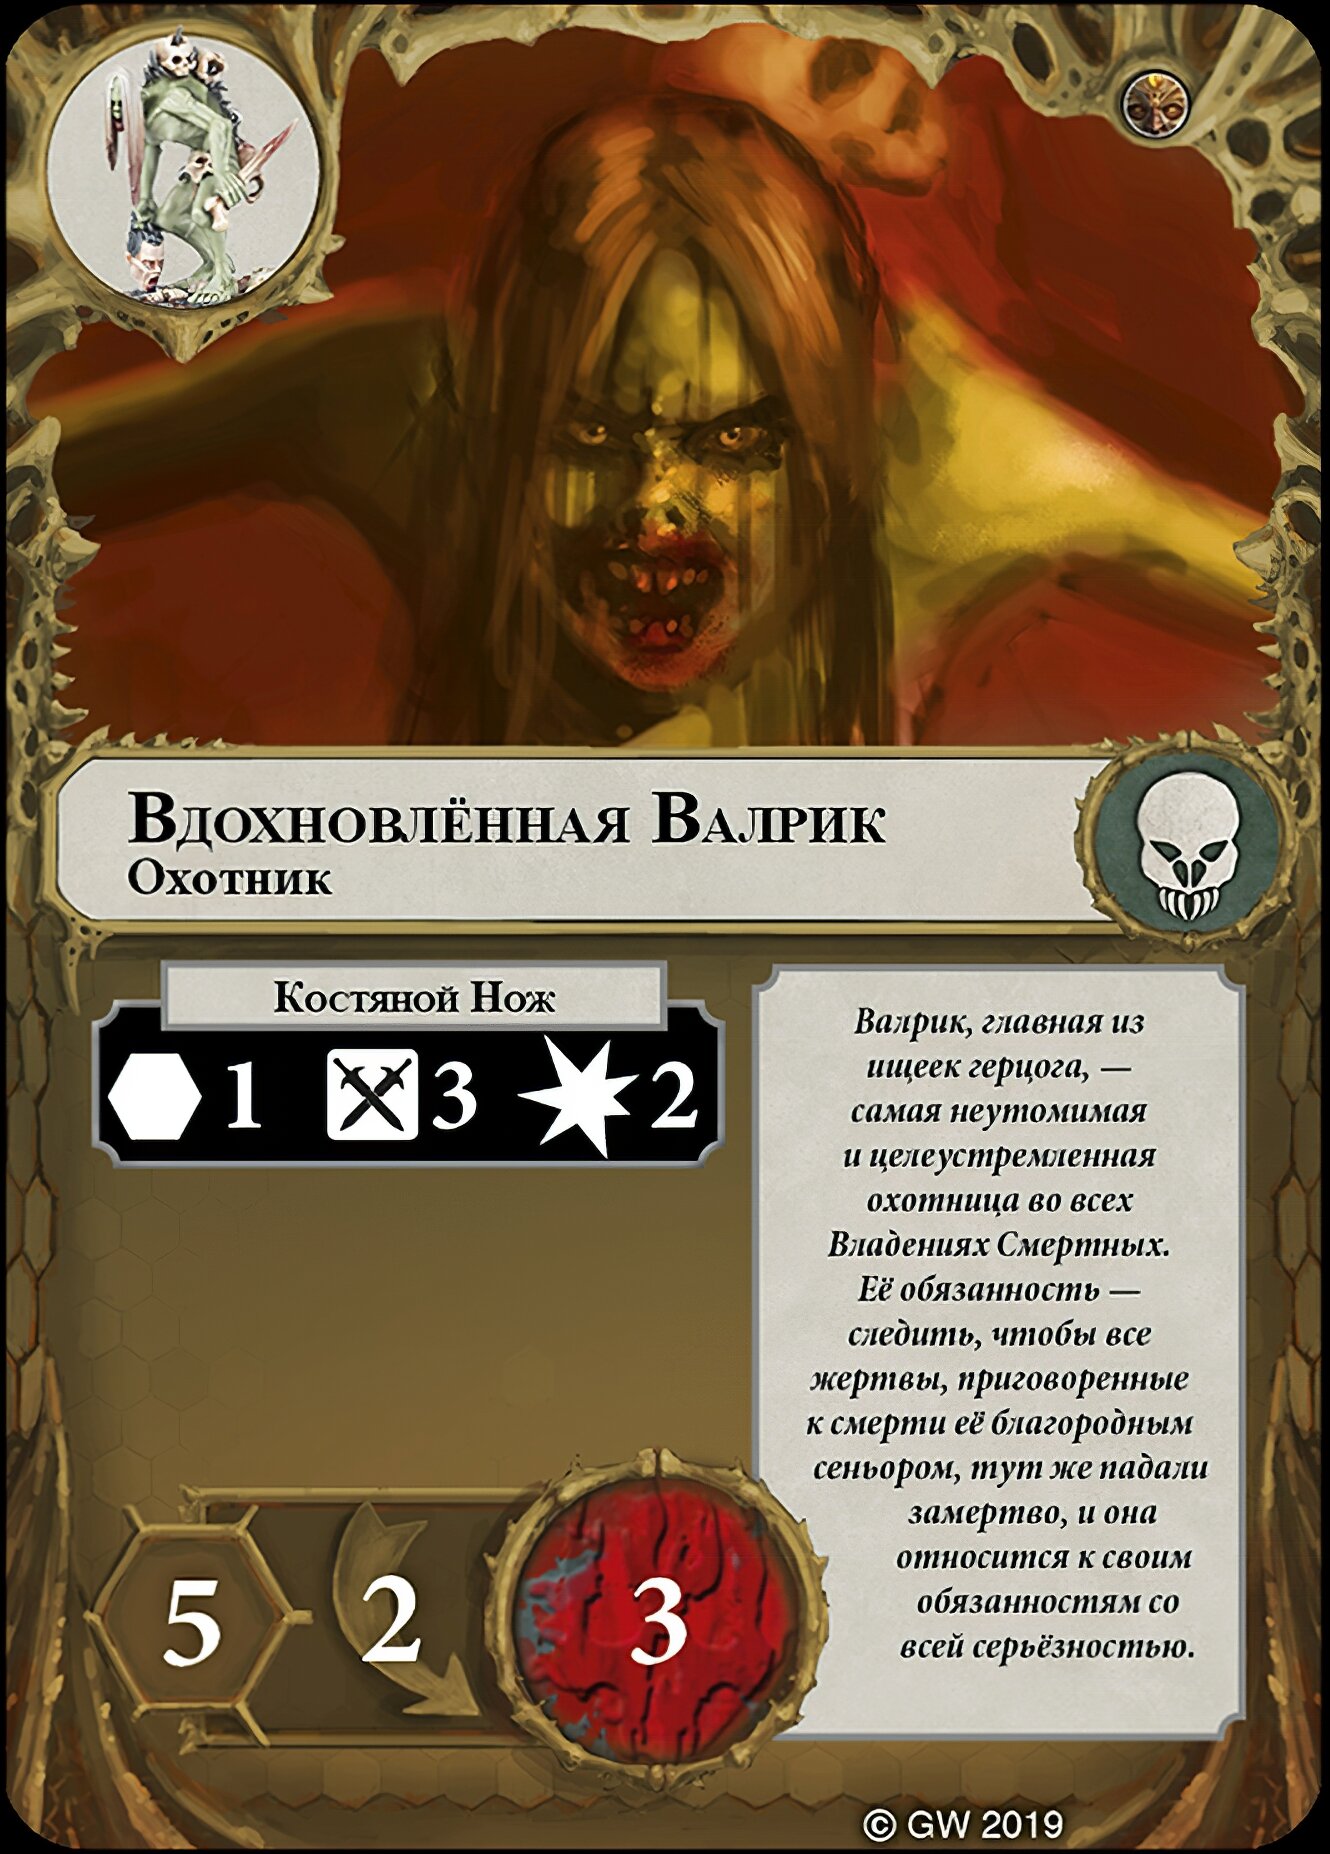 Вдохновлённая Валрик
Охотник
Костяной Нож
1 3 2
Валрик, главная из
ищеек герцога, —
самая неутомимая
и целеустремленная
охотница во всех
Владениях Смертных.
Её обязанность —
следить, чтобы все
жертвы, приговоренные
к смерти её благородным
сеньором, тут же падали
замертво, и она
относится к своим
обязанностям со
всей серьёзностью.
5 2 3
© GW 2019